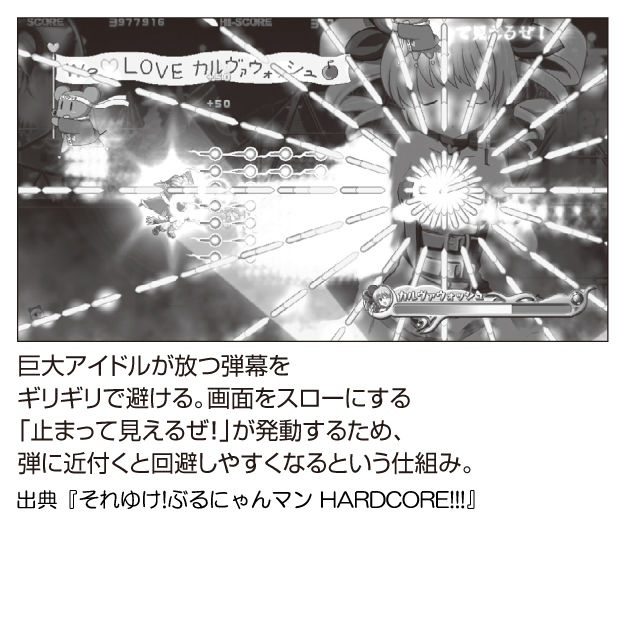 SCORE 3977916 HI-SCORE
て見えるぜ!
We♡LOVE カルヴァウォッシュ
+50
+50
カルヴァウォッシュ
巨大アイドルが放つ弾幕を
ギリギリで避ける。画面をスローにする
「止まって見えるぜ!」が発動するため、
弾に近付くと回避しやすくなるという仕組み。
出典『それゆけ!ぶるにゃんマン HARDCORE!!!』